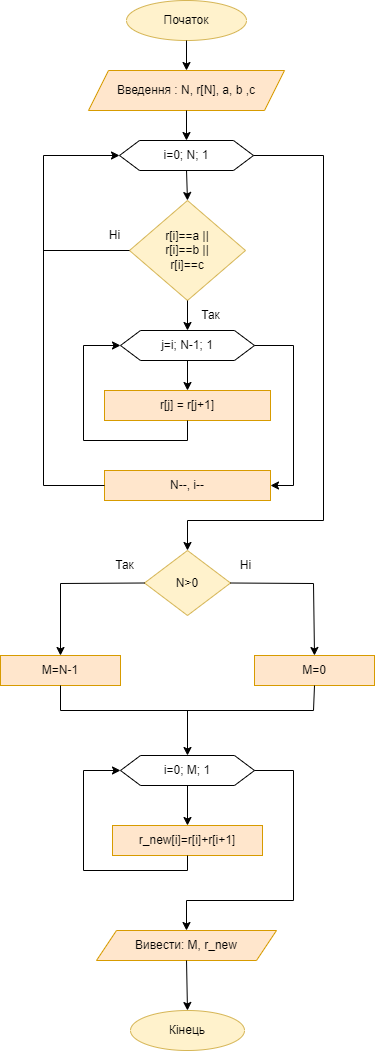 Початок
Введення : N, r[N], a, b ,c
i=0; N; 1
Ні
r[i]==a ||
r[i]==b ||
r[i]==c
Так
j=i; N-1; 1
r[j] = r[j+1]
N--, i--
Так
Ні
N>0
M=N-1
M=0
i=0; M; 1
r_new[i]=r[i]+r[i+1]
Вивести: M, r_new
Кінець